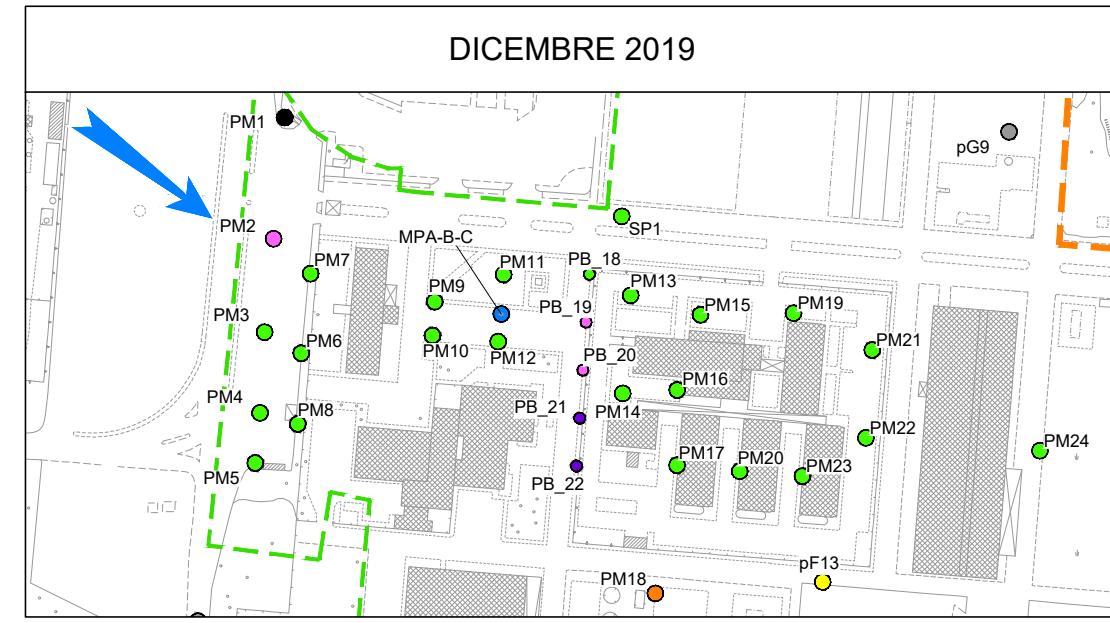 DICEMBRE 2019
PM1
pG9
PM2
SP1
MPA-B-C
PM7
PM11
PB_18
PM9
PM13
PB_19
PM15
PM19
PM3
PM6
PM10
PM12
PB_20
PM21
PM16
PM4
PM8
PB_21
PM14
PM22
PM24
PM5
PB_22
PM17
PM20
PM23
PM18
pF13